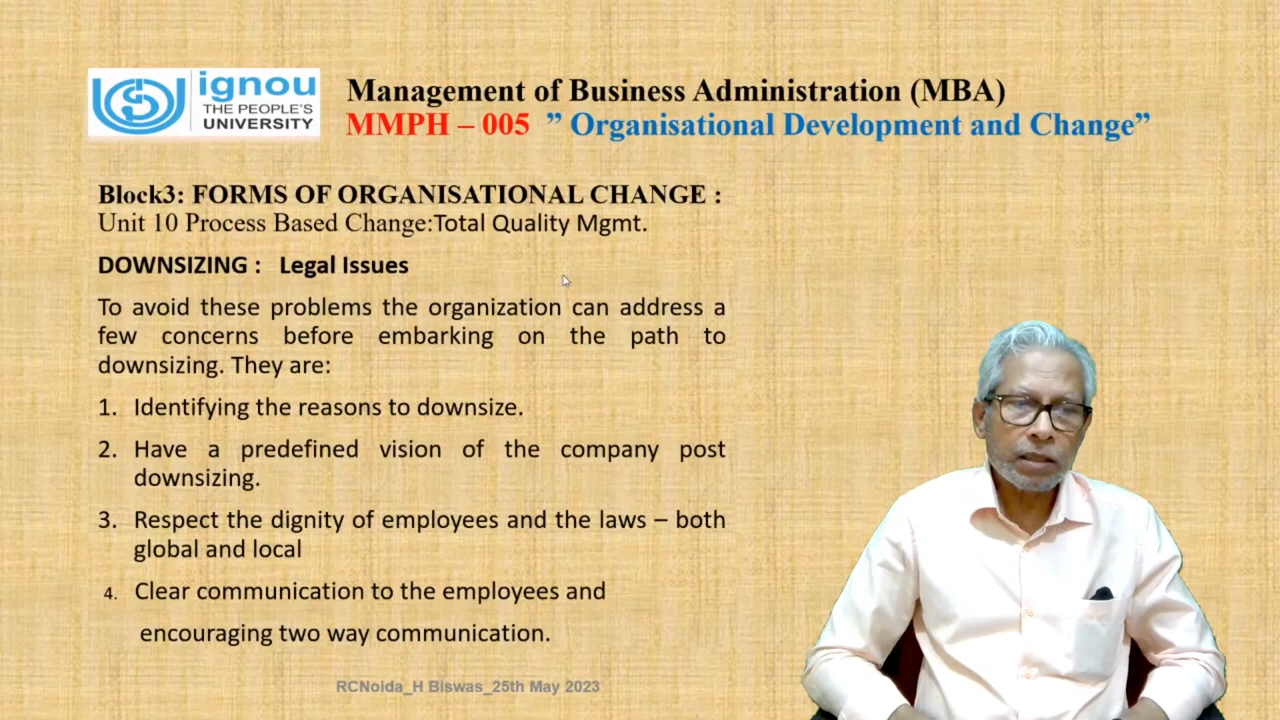 ignou
THE PEOPLE'S
UNIVERSITY
Management of Business Administration (MBA)
MMPH – 005 ” Organisational Development and Change”
Block3: FORMS OF ORGANISATIONAL CHANGE :
Unit 10 Process Based Change:Total Quality Mgmt.
DOWNSIZING : Legal Issues
To avoid these problems the organization can address a
few concerns before embarking on the path to
downsizing. They are:
1. Identifying the reasons to downsize.
2. Have a predefined vision of the company post
downsizing.
3. Respect the dignity of employees and the laws – both
global and local
4. Clear communication to the employees and
encouraging two way communication.
RCNoida_H Biswas_25th May 2023